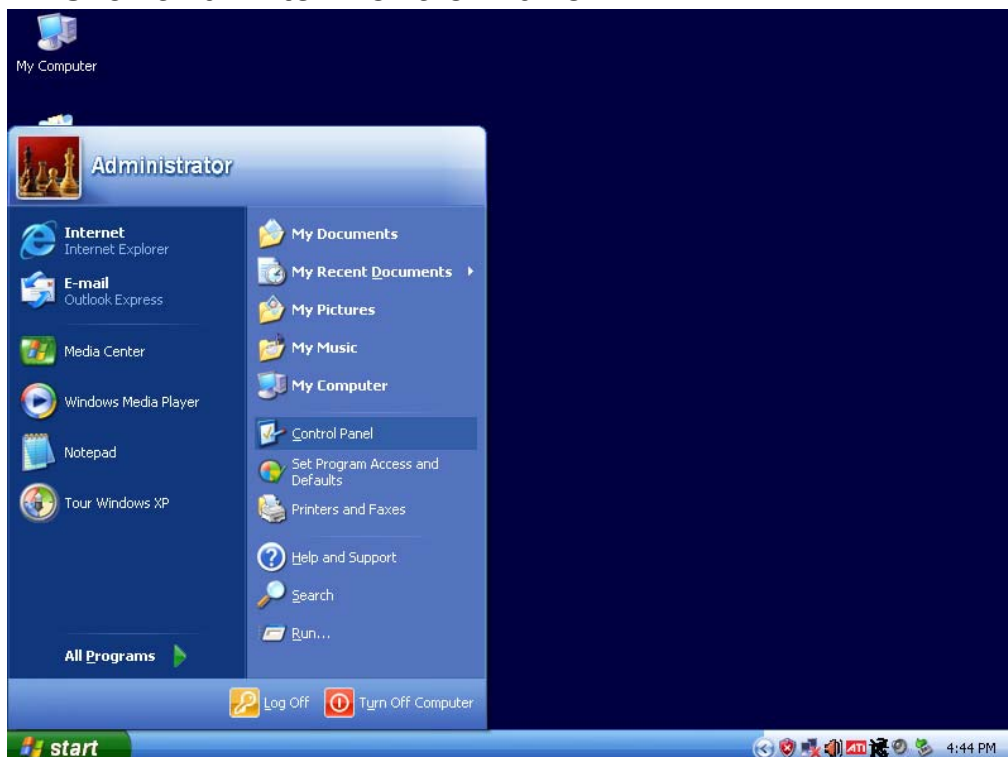 My Computer
Administrator
Internet
Internet Explorer
E-mail
Outlook Express
Media Center
Windows Media Player
Notepad
Tour Windows XP
All Programs
My Documents
My Recent Documents
My Pictures
My Music
My Computer
Control Panel
Set Program Access and
Defaults
Printers and Faxes
Help and Support
Search
Run...
Log Off
Turn Off Computer
start
ATI
4:44 PM